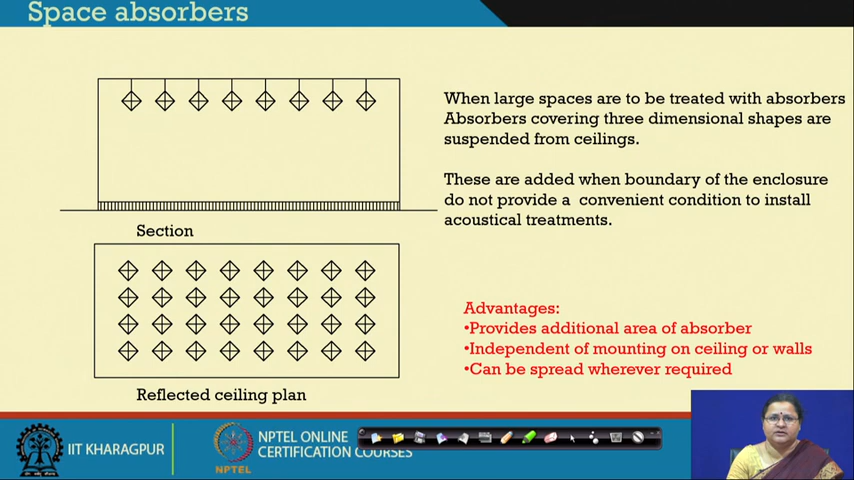 Space absorbers
When large spaces are to be treated with absorbers
Absorbers covering three dimensional shapes are
suspended from ceilings.
These are added when boundary of the enclosure
do not provide a convenient condition to install
acoustical treatments.
Section
Reflected ceiling plan
Advantages:
•Provides additional area of absorber
•Independent of mounting on ceiling or walls
•Can be spread wherever required
IIT KHARAGPUR
NPTEL
NPTEL ONLINE
CERTIFICATION COURSES